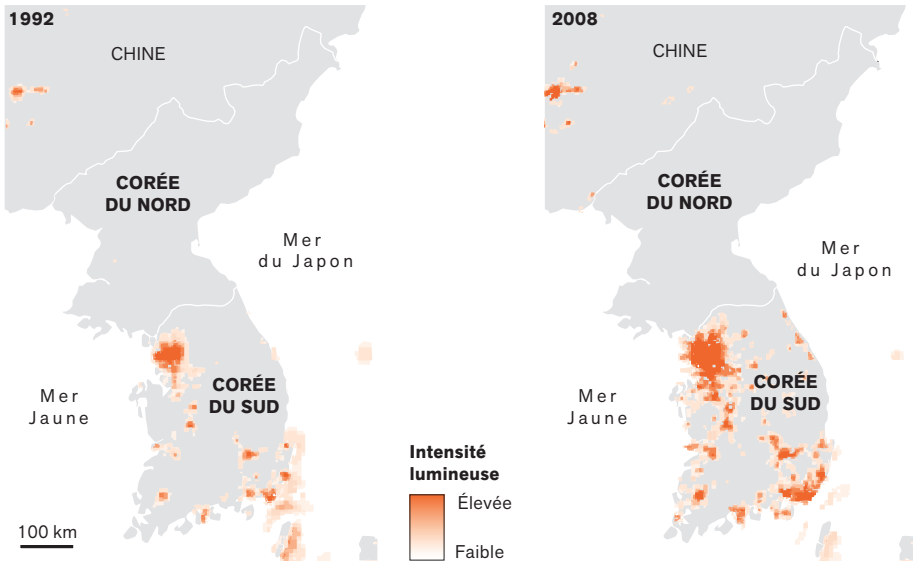 1992
CHINE
CORÉE
DU NORD
Mer
du Japon
CORÉE
DU SUD
Mer
Jaune
100 km
Intensité
lumineuse
Élevée
Faible
2008
CHINE
CORÉE
DU NORD
Mer
du Japon
CORÉE
DU SUD
Mer
Jaune